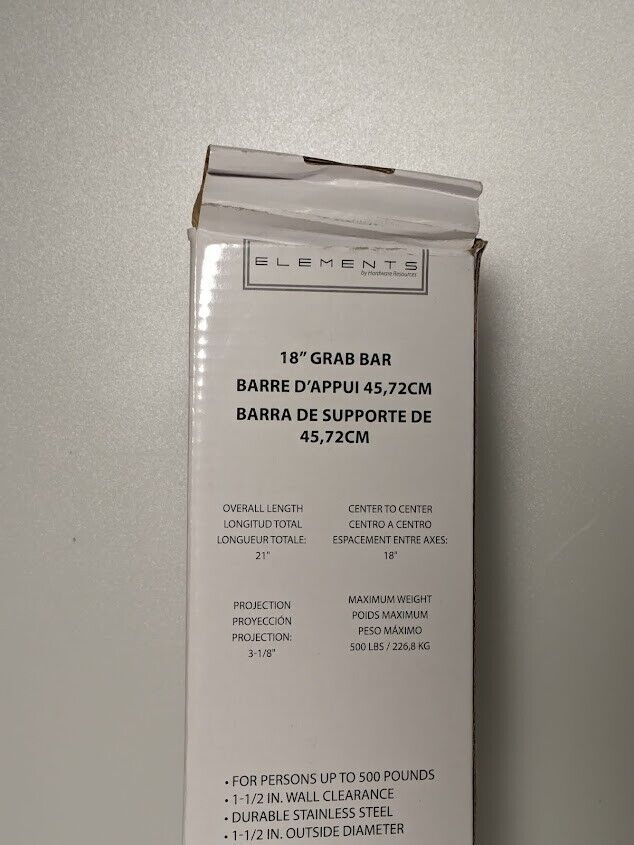 ELEMENTS
by Hardware Resources
18" GRAB BAR
BARRE D'APPUI 45,72CM
BARRA DE SUPPORTE DE
45,72CM
OVERALL LENGTH
LONGITUD TOTAL
LONGUEUR TOTALE:
21"
CENTER TO CENTER
CENTRO A CENTRO
ESPACEMENT ENTRE AXES:
18"
PROJECTION
PROYECCIÓN
PROJECTION:
3-1/8"
MAXIMUM WEIGHT
POIDS MAXIMUM
PESO MÁXIMO
500 LBS / 226,8 KG
• FOR PERSONS UP TO 500 POUNDS
• 1-1/2 IN. WALL CLEARANCE
• DURABLE STAINLESS STEEL
• 1-1/2 IN. OUTSIDE DIAMETER